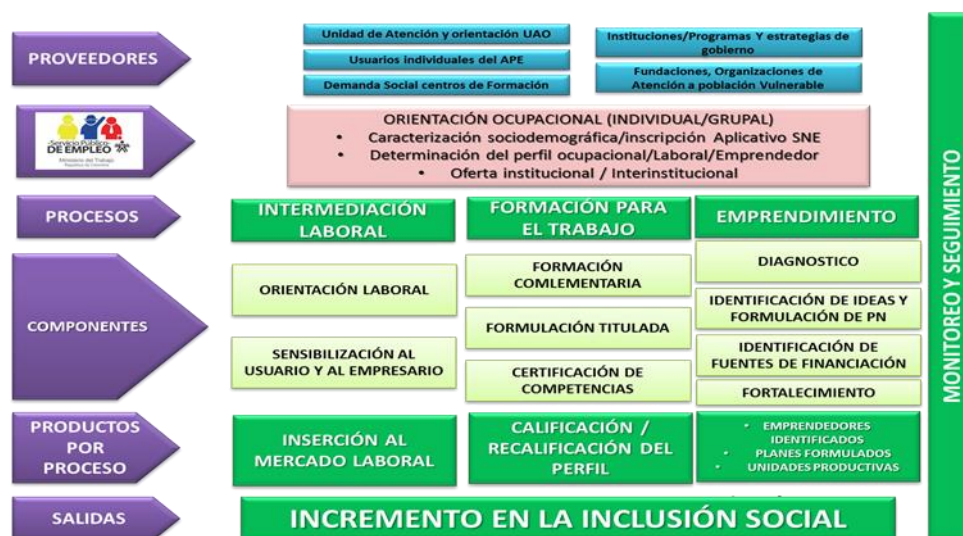 PROVEEDORES
Unidad de Atención y orientación UAO
Usuarios individuales del APE
Demanda Social centros de Formación
Instituciones/Programas Y estrategias de
gobierno
Fundaciones, Organizaciones de
Atención a población Vulnerable
Servicio Público
DE EMPLEO
Ministerio del Trabajo
República de Colombia
ORIENTACIÓN OCUPACIONAL (INDIVIDUAL/GRUPAL)
• Caracterización sociodemográfica/inscripción Aplicativo SNE
• Determinación del perfil ocupacional/Laboral/Emprendedor
• Oferta institucional / Interinstitucional
PROCESOS
INTERMEDIACIÓN
LABORAL
FORMACIÓN PARA
EL TRABAJO
EMPRENDIMIENTO
COMPONENTES
ORIENTACIÓN LABORAL
SENSIBILIZACIÓN AL
USUARIO Y AL EMPRESARIO
FORMACIÓN
COMLEMENTARIA
FORMULACIÓN TITULADA
CERTIFICACIÓN DE
COMPETENCIAS
DIAGNOSTICO
IDENTIFICACIÓN DE IDEAS Y
FORMULACIÓN DE PN
IDENTIFICACIÓN DE
FUENTES DE FINANCIACIÓN
FORTALECIMIENTO
PRODUCTOS
POR
PROCESO
INSERCIÓN AL
MERCADO LABORAL
CALIFICACIÓN /
RECALIFICACIÓN DEL
PERFIL
• EMPRENDEDORES
IDENTIFICADOS
• PLANES FORMULADOS
• UNIDADES PRODUCTIVAS
SALIDAS
INCREMENTO EN LA INCLUSIÓN SOCIAL
MONITOREO Y SEGUIMIENTO